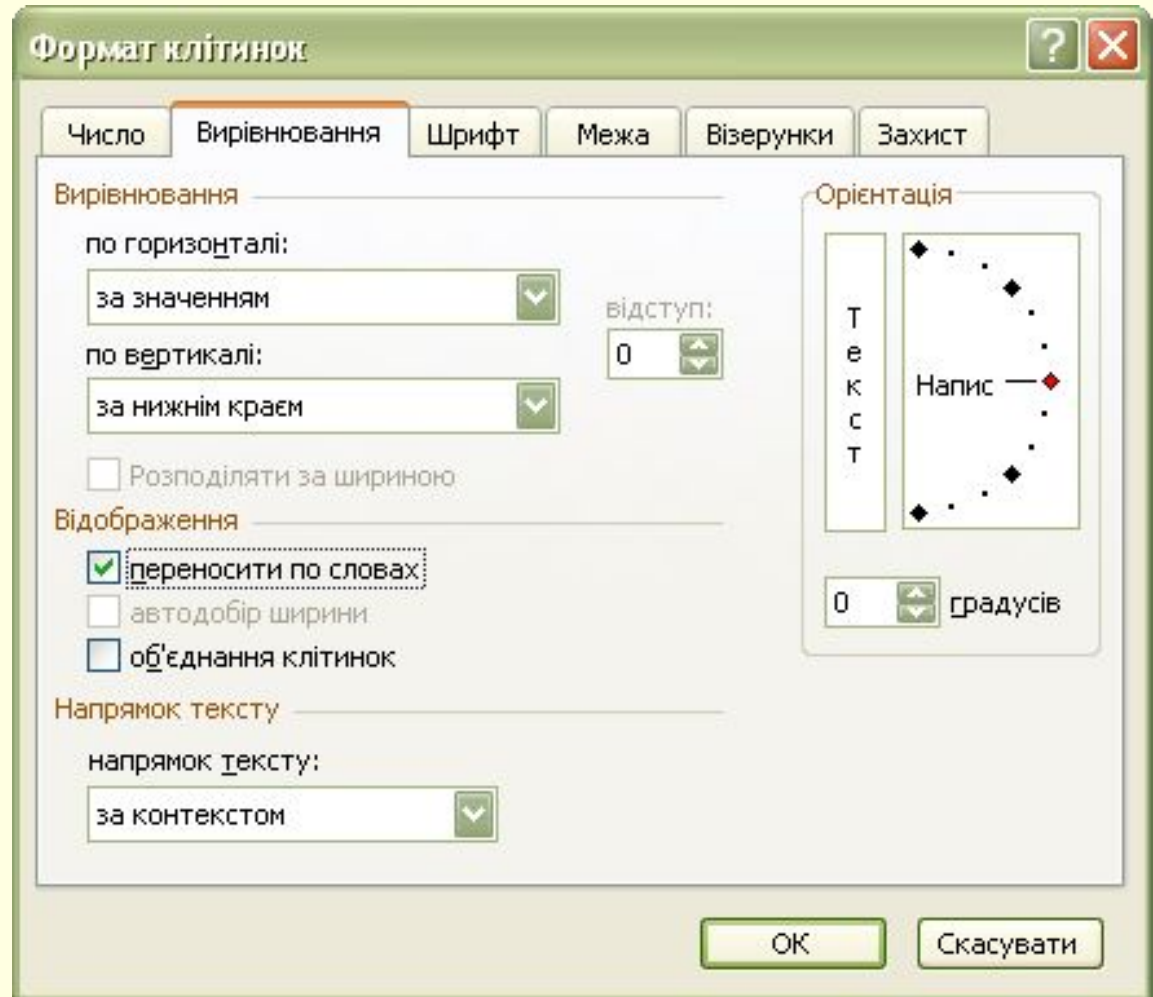 Формат клітинок
Число Вирівнювання Шрифт Межа Візерунки Захист
Вирівнювання
по горизонталі:
за значенням
відступ:
0
по вертикалі:
за нижнім краєм
Розподіляти за шириною
Відображення
переносити по словах
автодобір ширини
об'єднання клітинок
Напрямок тексту
напрямок тексту:
за контекстом
Орієнтація
Текст
Напис
0 градусів
ОК Скасувати